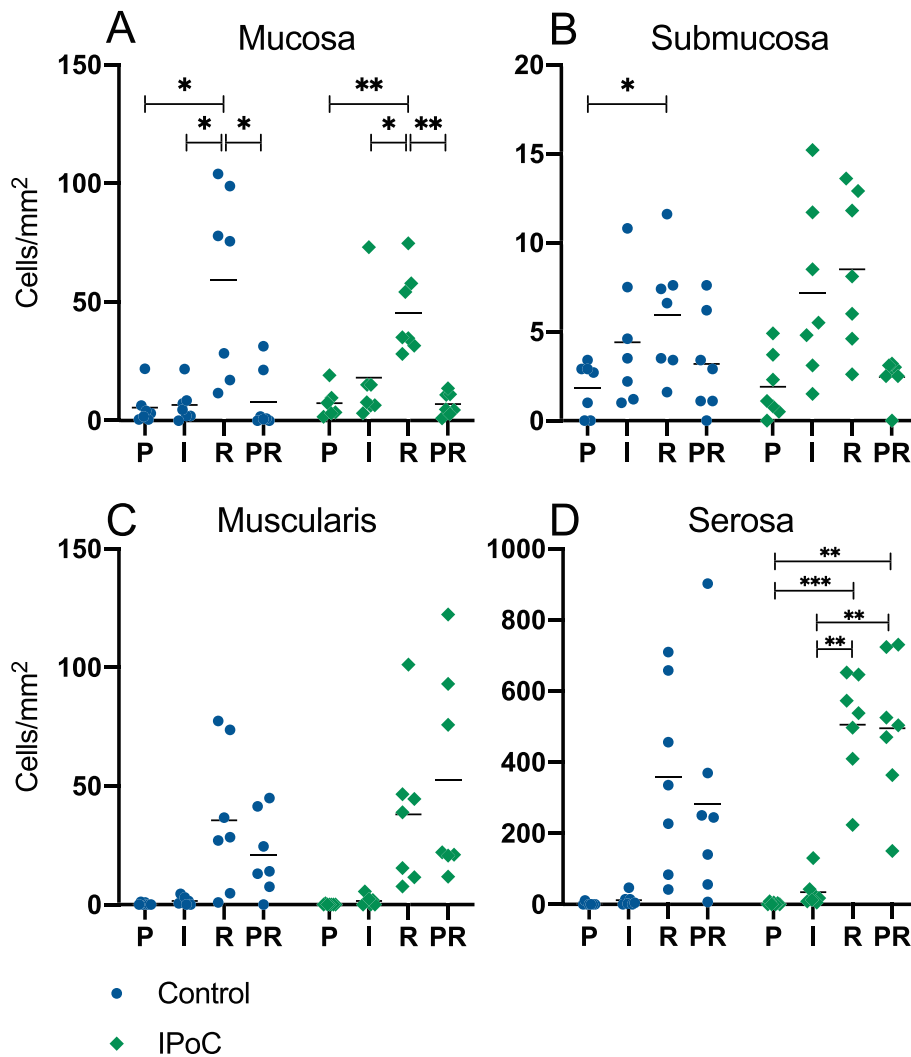 A Mucosa
B Submucosa
Cells/mm²
150
100
50
0
* * * ** * **
P I R PR P I R PR
20
15
10
5
0
*
P I R PR P I R PR
C Muscularis
D Serosa
Cells/mm²
150
100
50
0
P I R PR P I R PR
1000
800
600
400
200
0
**
***
**
**
P I R PR P I R PR
Control
IPoC